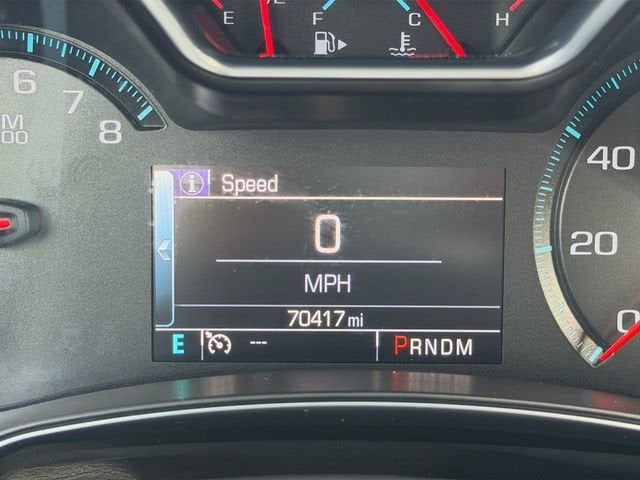 E F C H
6
7
8
Speed
0
MPH
70417 mi
E --- PRNDM
40
20
0